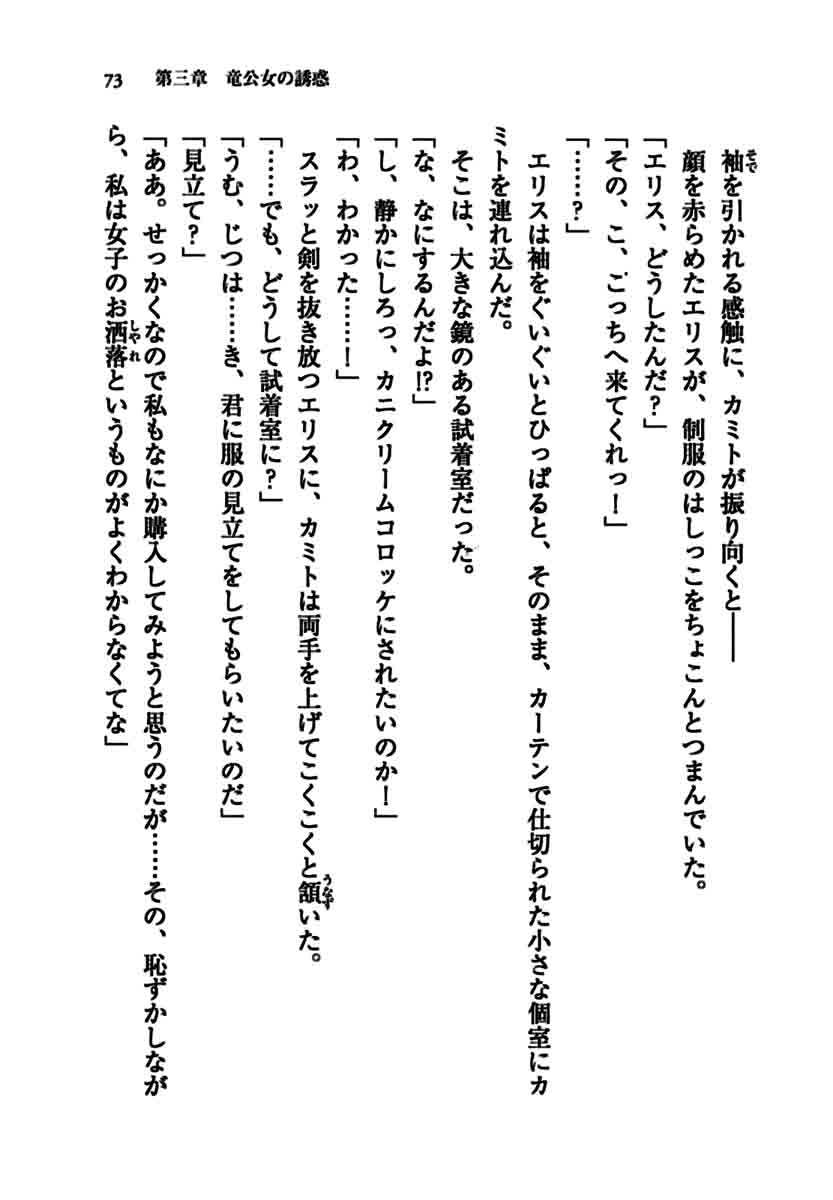 73　第三章　竜公女の誘惑
袖を引かれる感触に、カミトが振り向くと――
顔を赤らめたエリスが、制服のはしっこをちょこんとつまんでいた。
「エリス、どうしたんだ？」
「その、こ、こっちへ来てくれっ！」
「……？」
エリスは袖をぐいぐいとひっぱると、そのまま、カーテンで仕切られた小さな個室にカ
ミトを連れ込んだ。
そこは、大きな鏡のある試着室だった。
「な、なにするんだよ!?」
「し、静かにしろっ、カニクリームコロッケにされたいのか！」
「わ、わかった……！」
スラッと剣を抜き放つエリスに、カミトは両手を上げてこくこくと頷いた。
「……でも、どうして試着室に？」
「うむ、じつは……き、君に服の見立てをしてもらいたいのだ」
「見立て？」
「ああ。せっかくなので私もなにか購入してみようと思うのだが……その、恥ずかしなが
ら、私は女子のお洒落というものがよくわからなくてな」